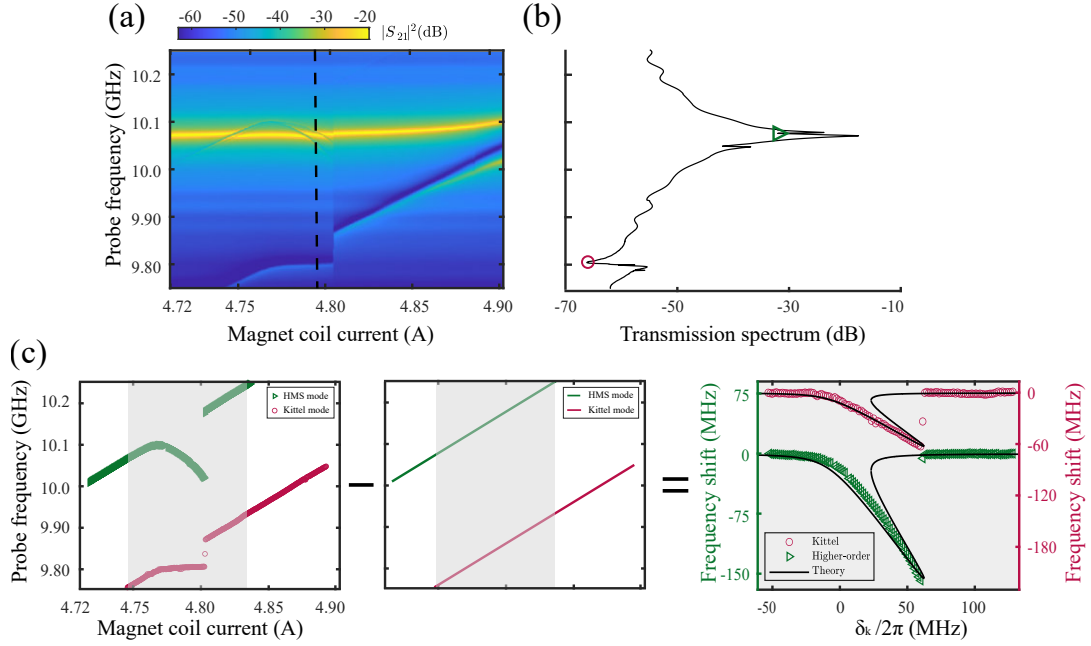 (a)
-60 -50 -40 -30 -20
|S₂₁|²(dB)
(b)
Probe frequency (GHz)
10.2
10.1
10.0
9.90
9.80
4.72 4.75 4.80 4.85 4.90
Magnet coil current (A)
-70 -50 -30 -10
Transmission spectrum (dB)
(c)
Probe frequency (GHz)
10.2
10.1
10.0
9.90
9.80
HMS mode
Kittel mode
4.72 4.75 4.80 4.85 4.90
Magnet coil current (A)
HMS mode
Kittel mode
Frequency shift (MHz)
75
0
-75
-150
Kittel
Higher-order
Theory
0
-60
-120
-180
Frequency shift (MHz)
-50 0 50 100
δₖ/2π (MHz)